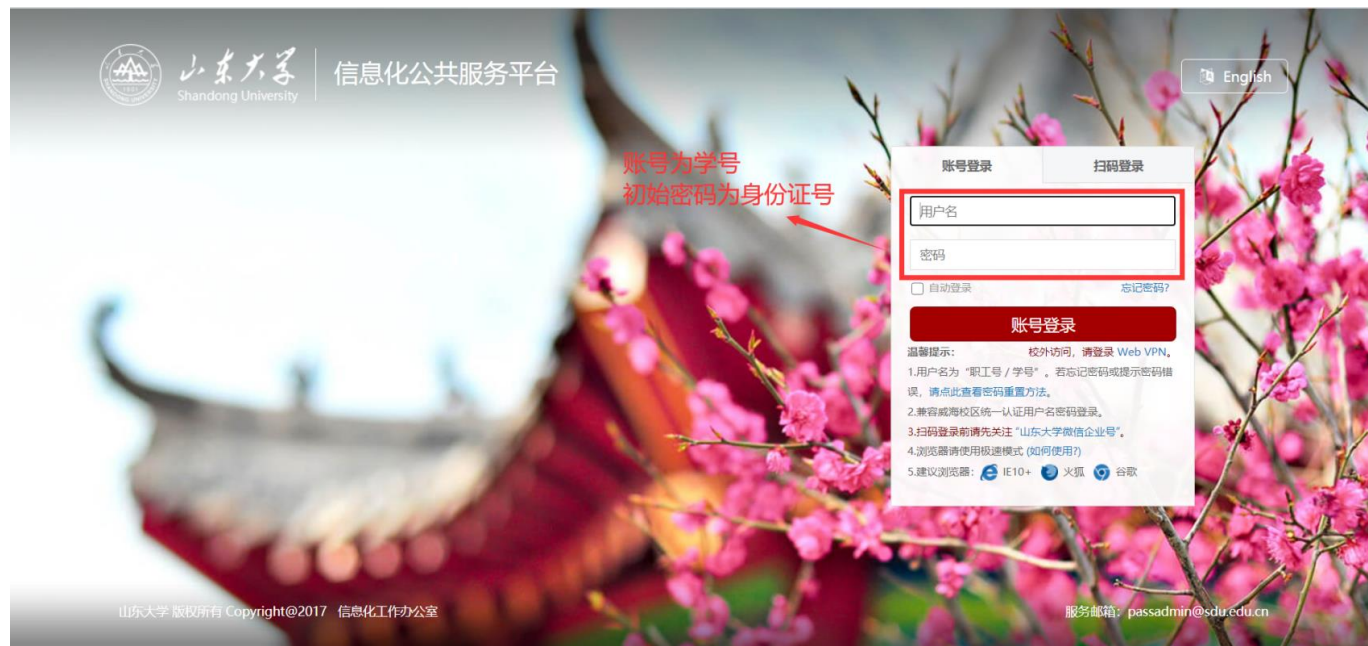 山东大学
Shandong University
信息化公共服务平台
English
账号为学号
初始密码为身份证号
账号登录
扫码登录
用户名
密码
自动登录
忘记密码?
账号登录
温馨提示： 校外访问, 请登录 Web VPN。
1.用户名为 “职工号 / 学号” 。若忘记密码或提示密码错
误, 请点此查看密码重置方法。
2.兼容威海校区统一认证用户名密码登录。
3.扫码登录前请先关注 “山东大学微信企业号”。
4.浏览器请使用极速模式 (如何使用?)
5.建议浏览器: IE10+ 火狐 谷歌
山东大学 版权所有 Copyright@2017 信息化工作办公室
服务邮箱: passadmin@sdu.edu.cn